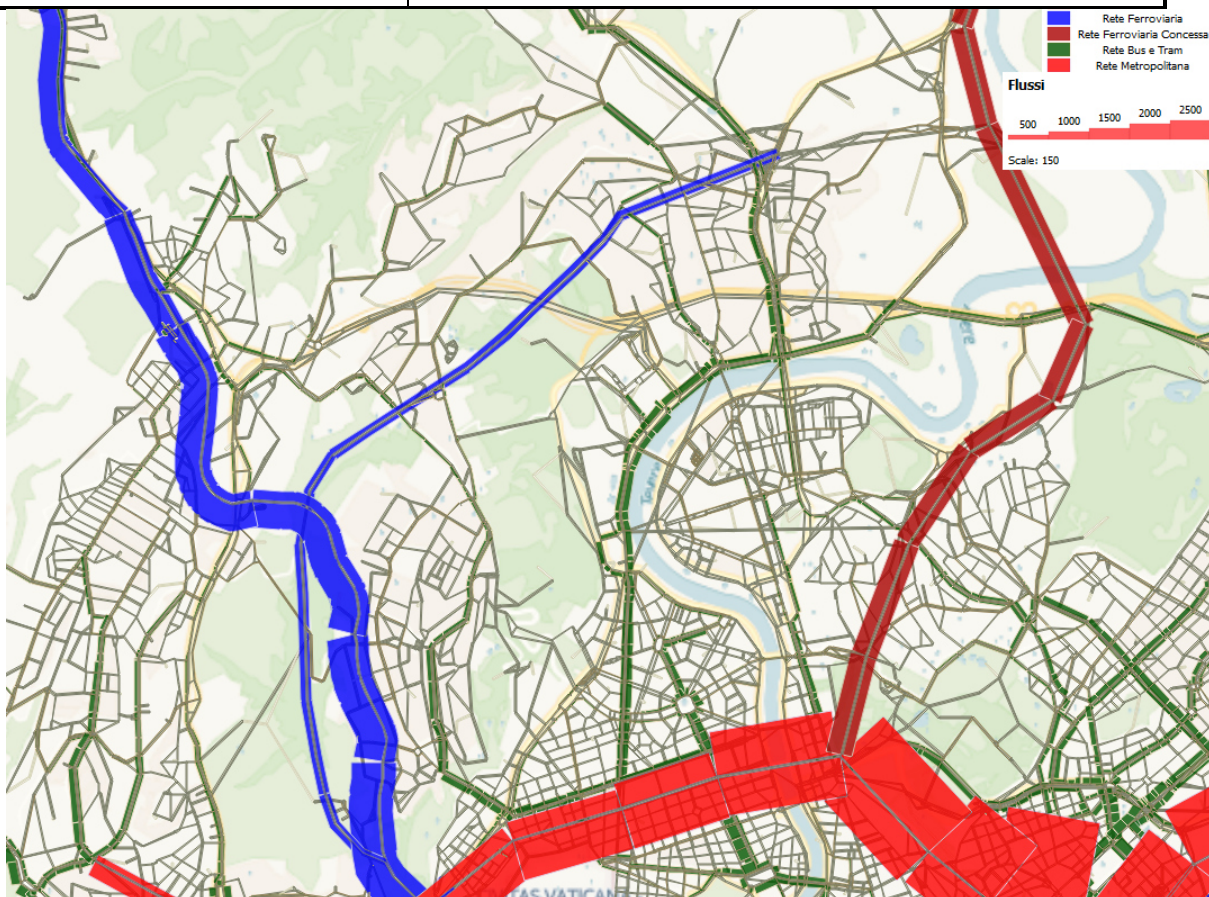 Rete Ferroviaria
Rete Ferroviaria Concessa
Rete Bus e Tram
Rete Metropolitana
Flussi
500 1000 1500 2000 2500
Scale: 150
Tevere